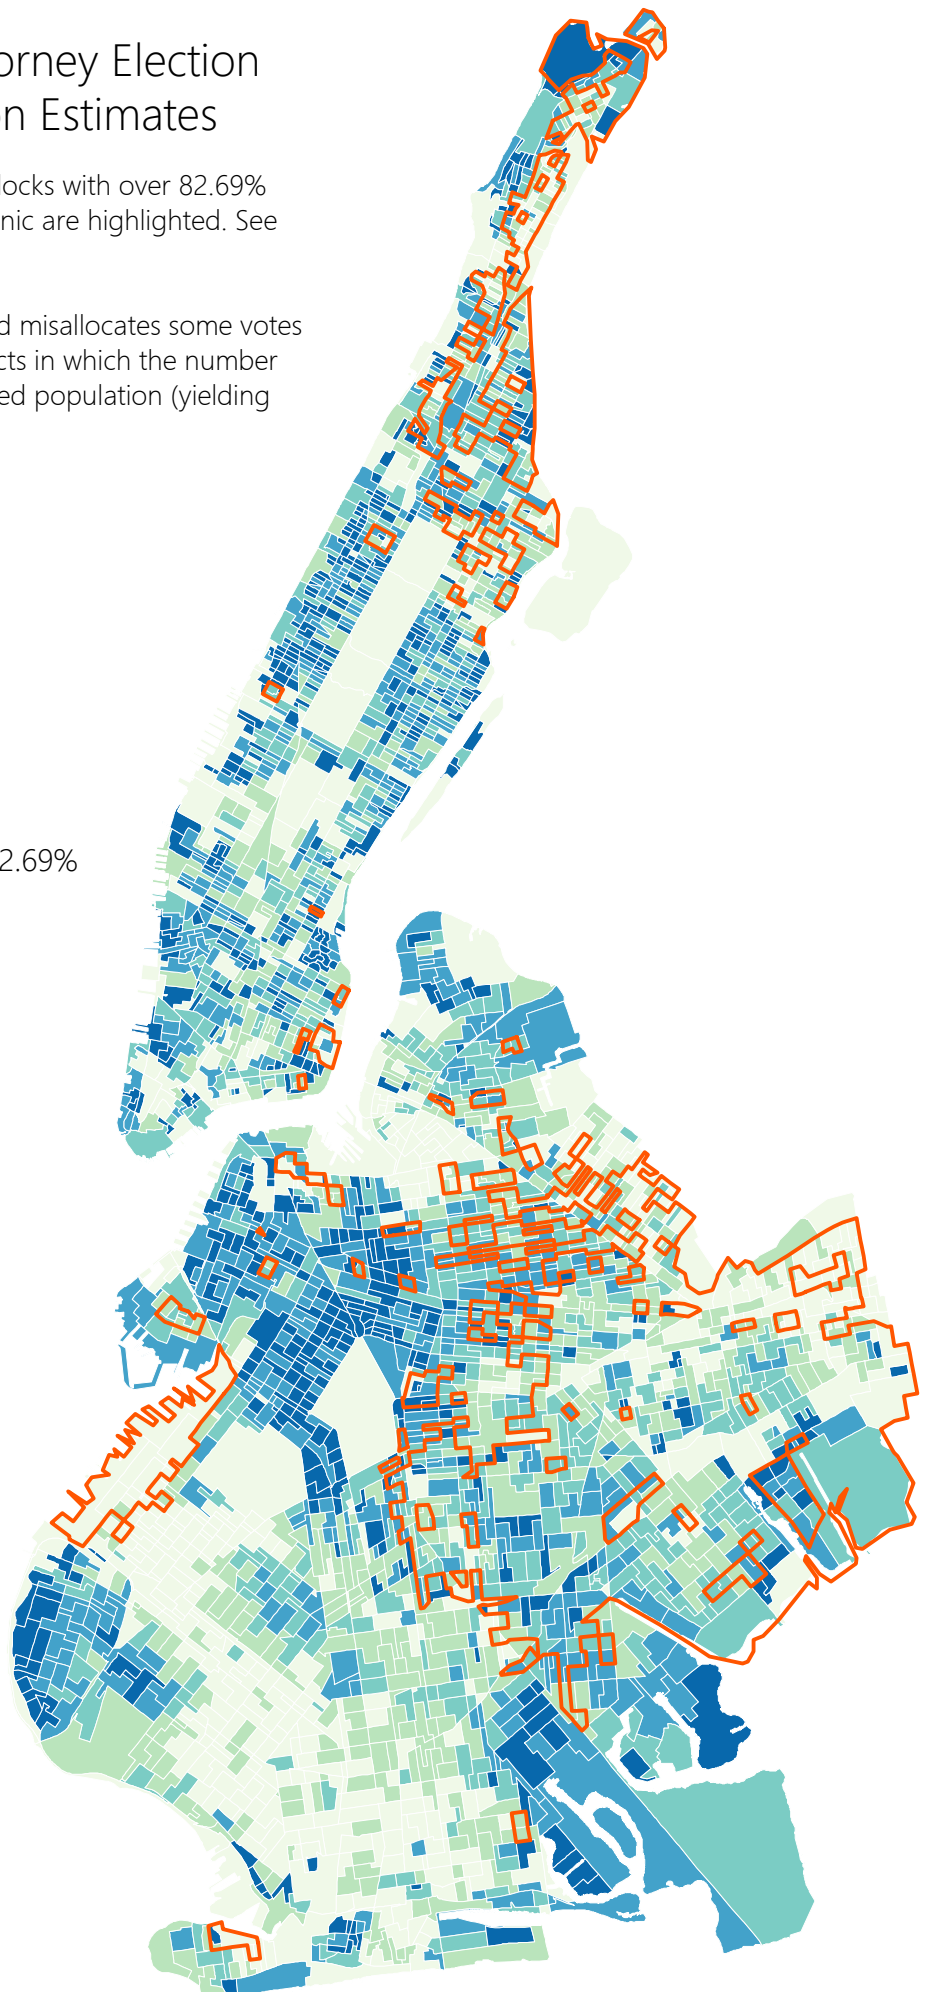 orney Election
on Estimates
locks with over 82.69%
nic are highlighted. See
d misallocates some votes
cts in which the number
ed population (yielding
2.69%